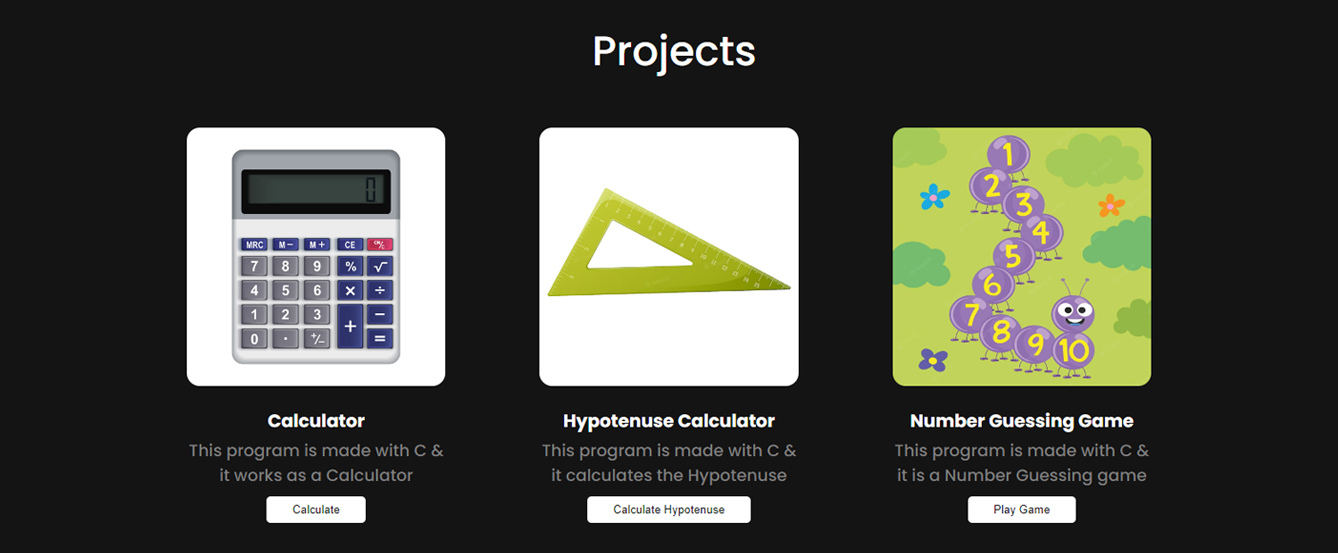 Projects
0
MRC M− M+ CE
7 8 9 % √
4 5 6 × ÷
1 2 3 + −
0 · +/− =
1
2
3
4
5
6
7
8
9
10
Calculator
Hypotenuse Calculator
Number Guessing Game
This program is made with C &
it works as a Calculator
This program is made with C &
it calculates the Hypotenuse
This program is made with C &
it is a Number Guessing game
Calculate
Calculate Hypotenuse
Play Game